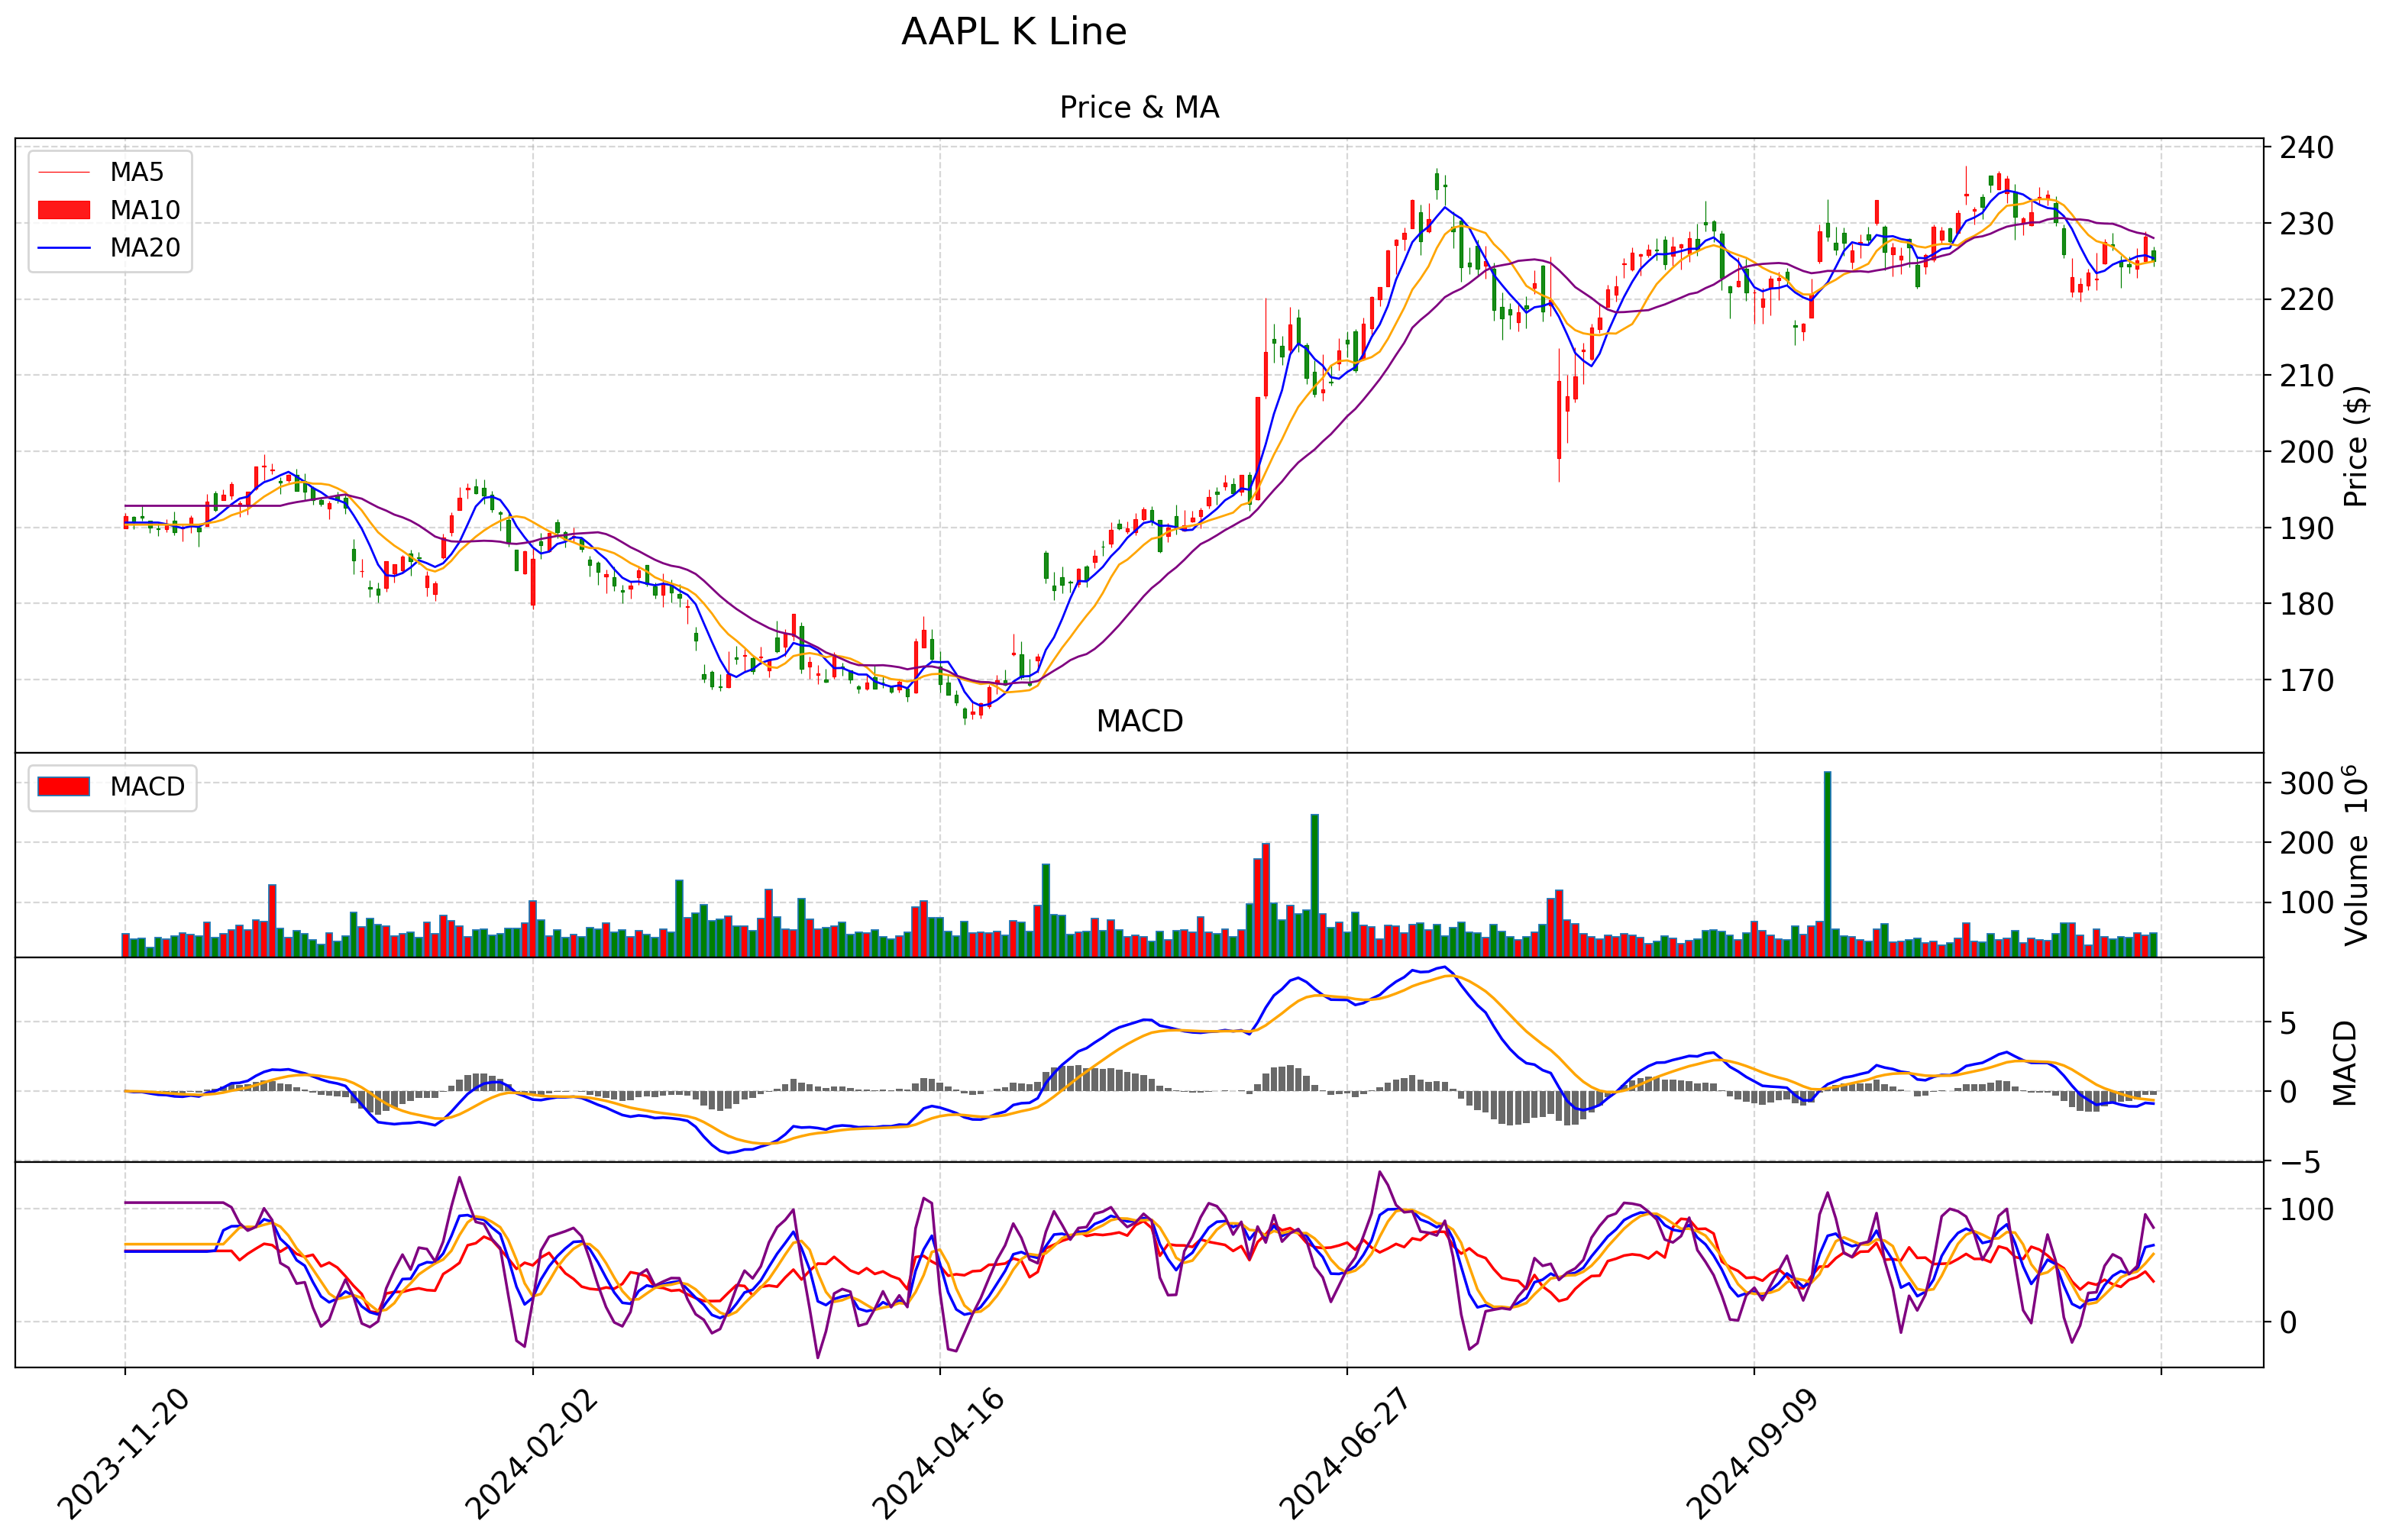 AAPL K Line
Price & MA
MA5
MA10
MA20
240
230
220
210
200
190
180
170
Price ($)
MACD
MACD
300
200
100
Volume 10⁶
5
0
−5
MACD
100
0
2023-11-20
2024-02-02
2024-04-16
2024-06-27
2024-09-09